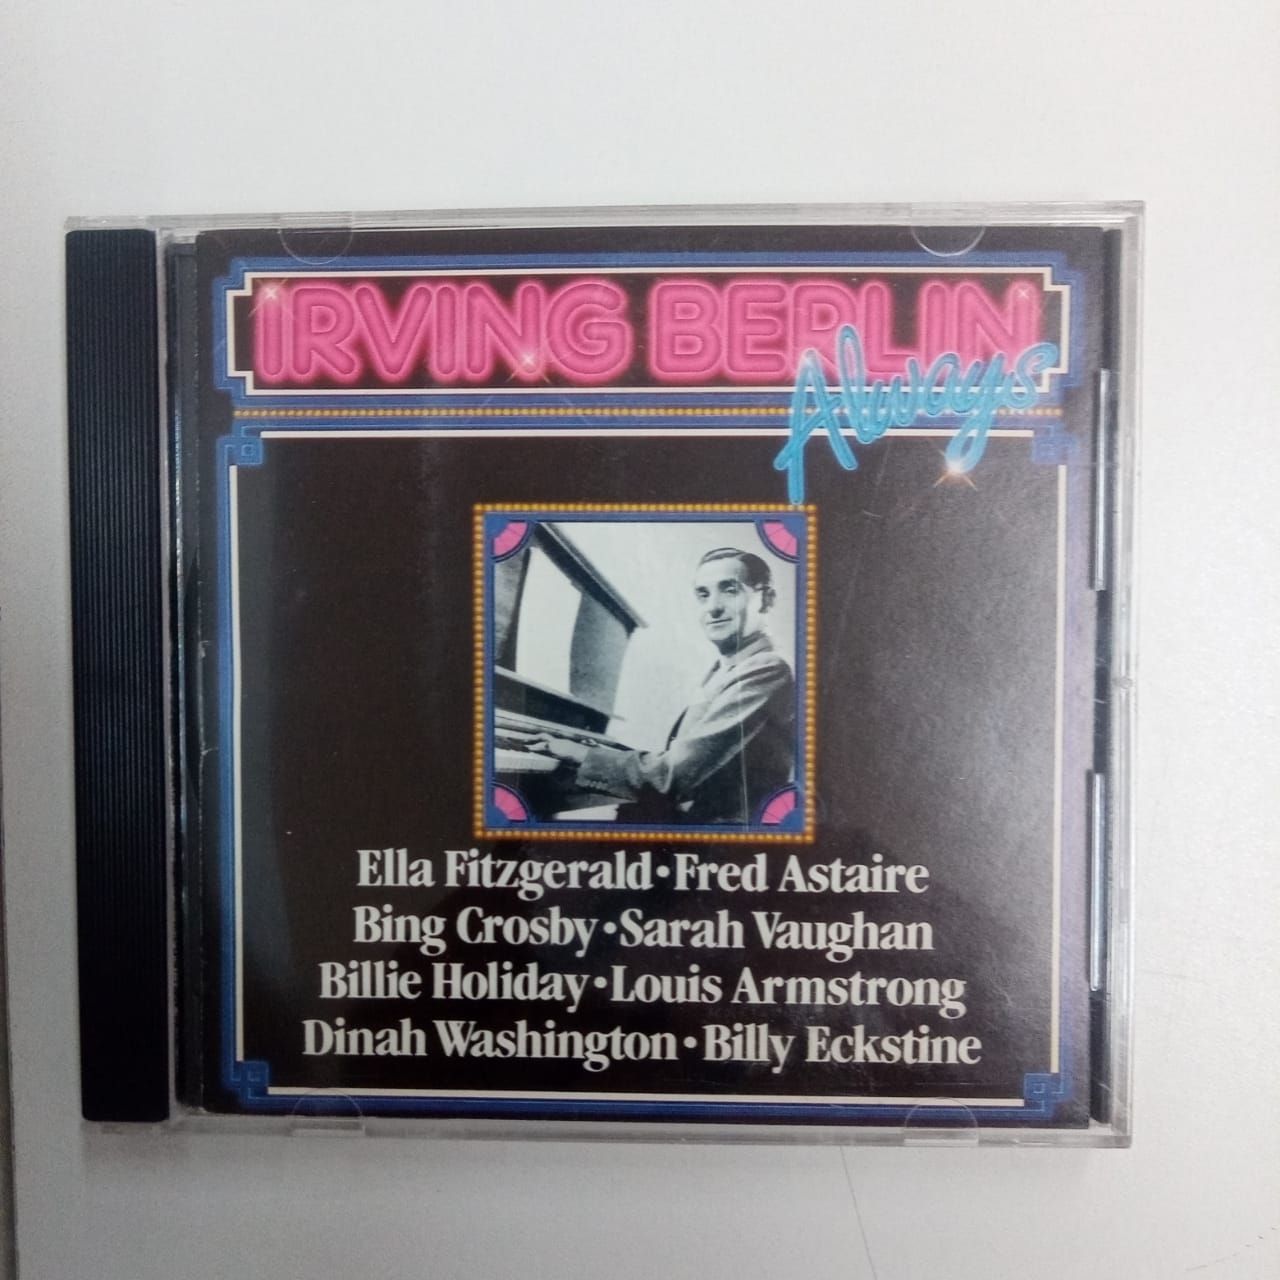 IRVING BERLIN
Always
Ella Fitzgerald•Fred Astaire
Bing Crosby•Sarah Vaughan
Billie Holiday•Louis Armstrong
Dinah Washington•Billy Eckstine